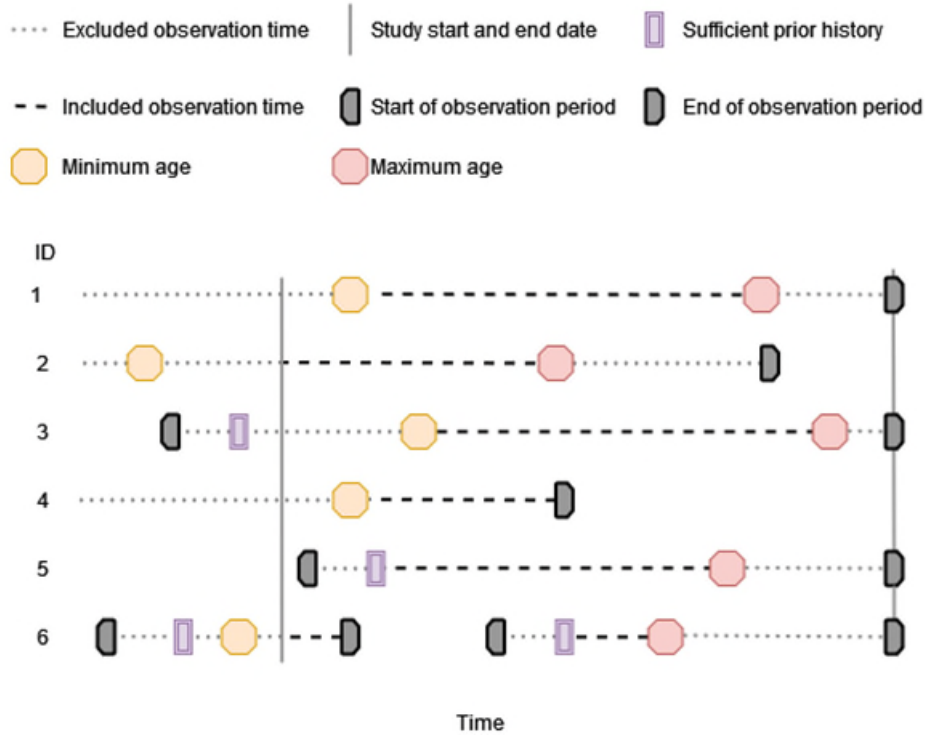 Excluded observation time Study start and end date Sufficient prior history
Included observation time Start of observation period End of observation period
Minimum age Maximum age
ID
1
2
3
4
5
6
Time